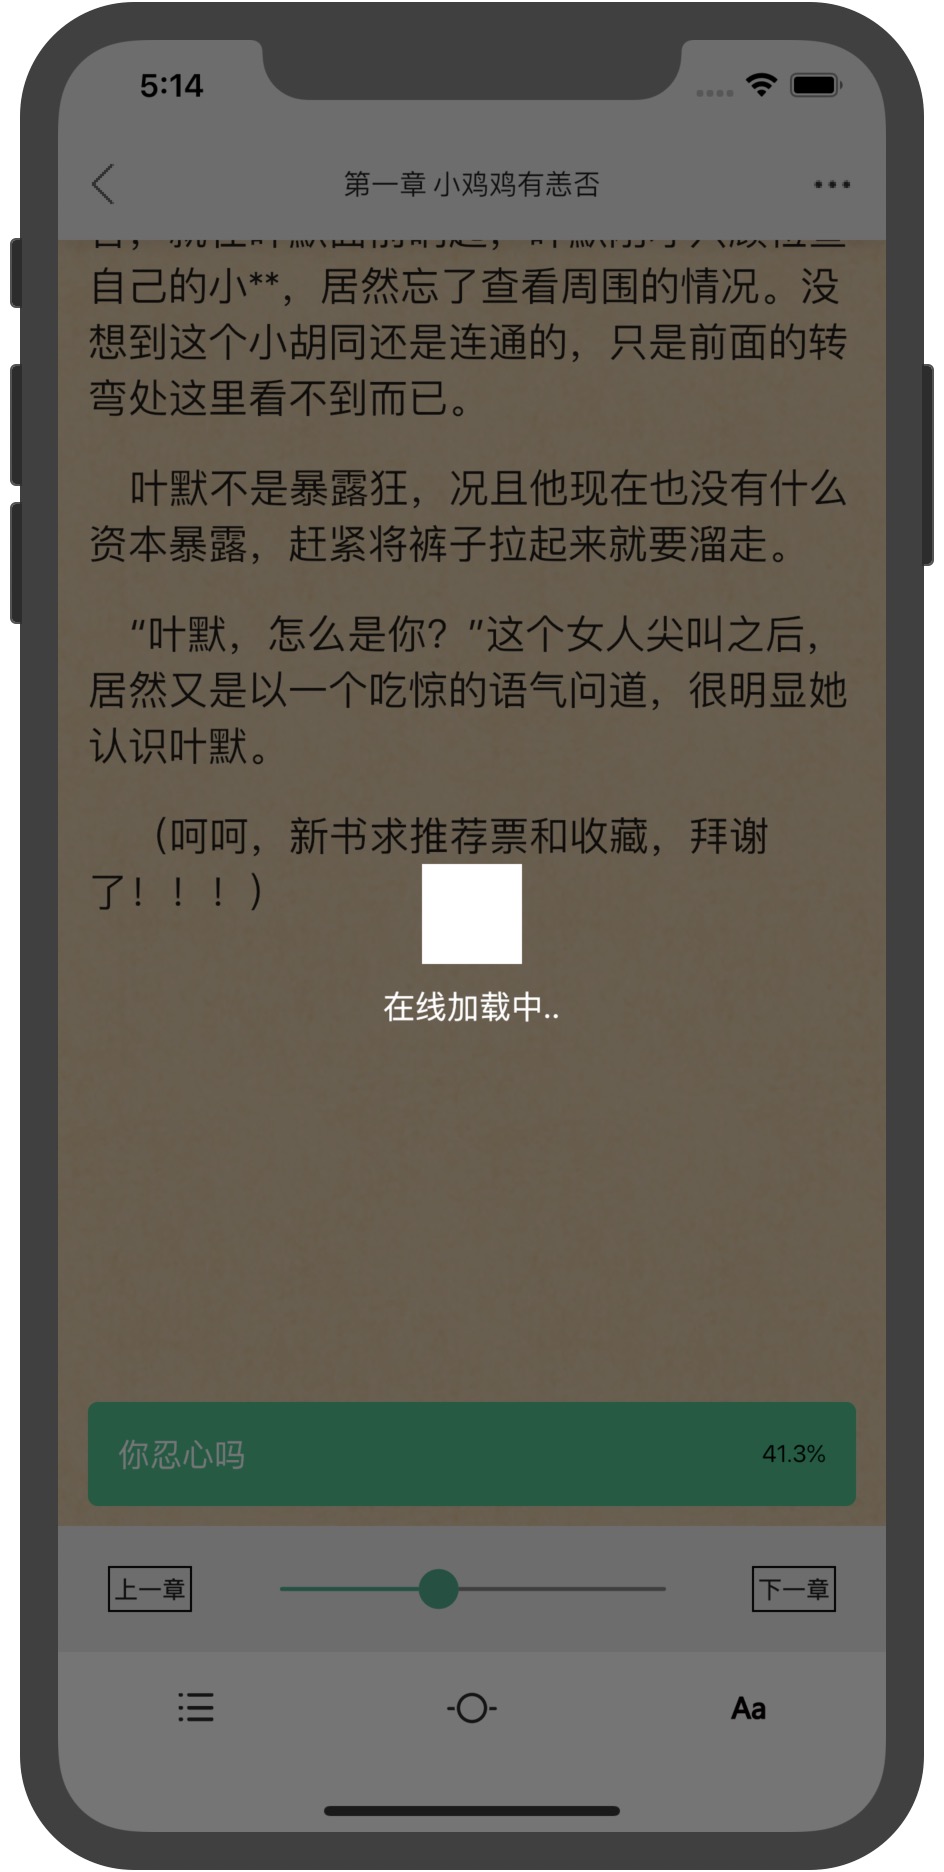 5:14
第一章 小鸡鸡有恙否
自己的小**，居然忘了查看周围的情况。没
想到这个小胡同还是连通的，只是前面的转
弯处这里看不到而已。
叶默不是暴露狂，况且他现在也没有什么
资本暴露，赶紧将裤子拉起来就要溜走。
“叶默，怎么是你？”这个女人尖叫之后，
居然又是以一个吃惊的语气问道，很明显她
认识叶默。
（呵呵，新书求推荐票和收藏，拜谢
了！！！）
在线加载中..
你忍心吗
41.3%
上一章
下一章
Aa